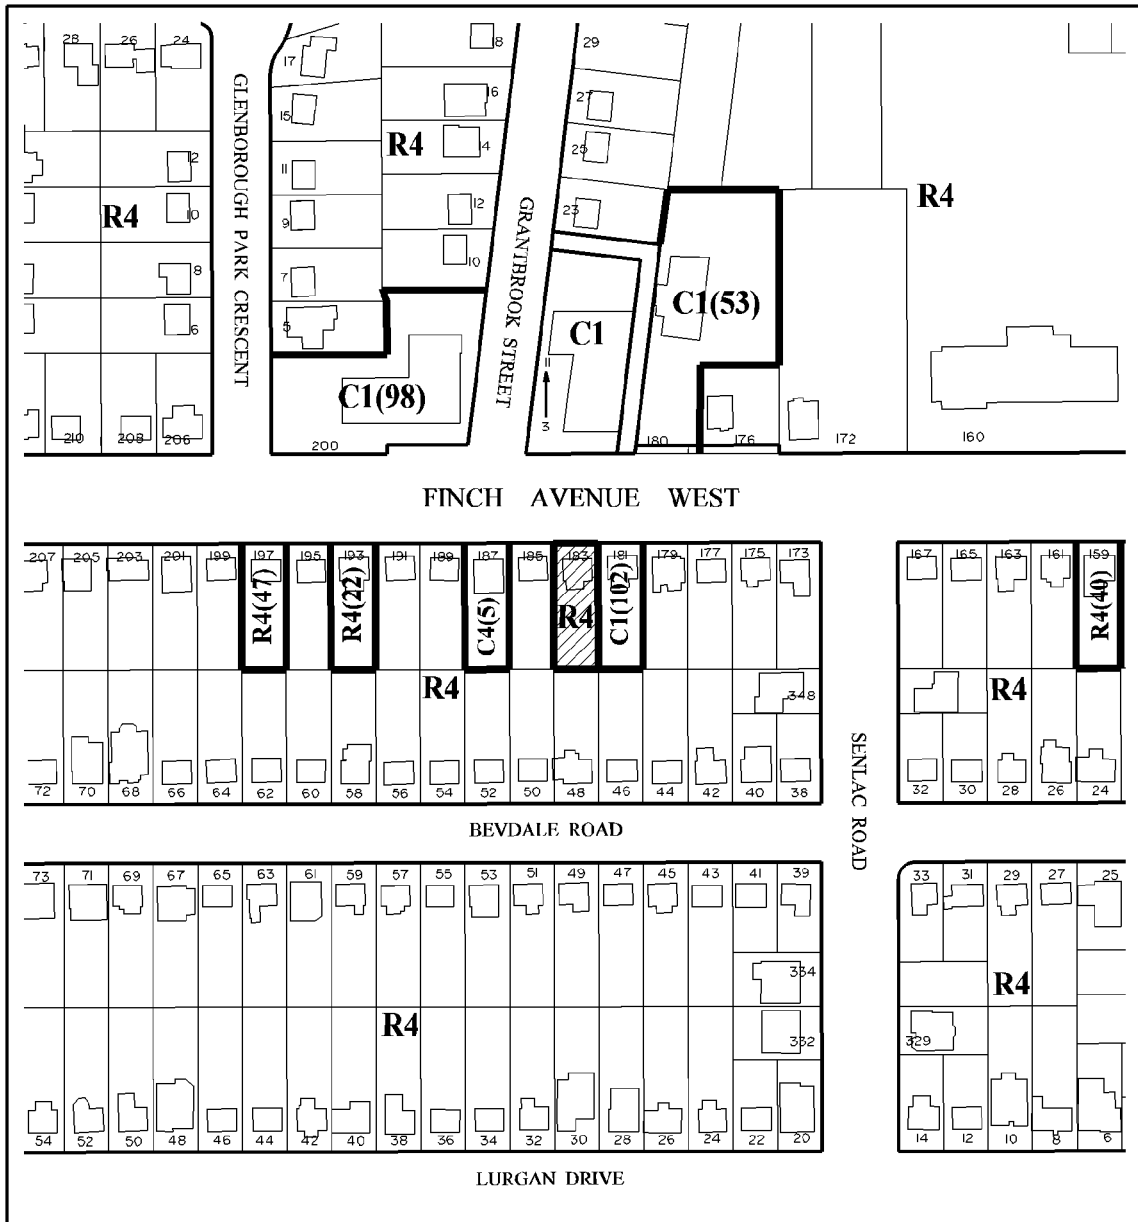 28 26 24
17
18
29
GLENBOROUGH PARK CRESCENT
15
16
27
R4
14
25
12
11
R4
10
R4
9
12
23
GRANTBROOK STREET
8
7
10
C1(53)
6
5
C1
11
C1(98)
3
210 208 206
200
180 176 172 160
FINCH AVENUE WEST
207 205 203 201 199 197 195 193 191 189 187 185 183 181 179 177 175 173
167 165 163 161 159
R4(47)
R4(22)
C4(5)
R4
C1(102)
R4(40)
R4
348
R4
SENLAC ROAD
72 70 68 66 64 62 60 58 56 54 52 50 48 46 44 42 40 38
32 30 28 26 24
BEVDALE ROAD
73 71 69 67 65 63 61 59 57 55 53 51 49 47 45 43 41 39
33 31 29 27 25
334
R4
R4
332
329
54 52 50 48 46 44 42 40 38 36 34 32 30 28 26 24 22 20
14 12 10 8 6
LURGAN DRIVE